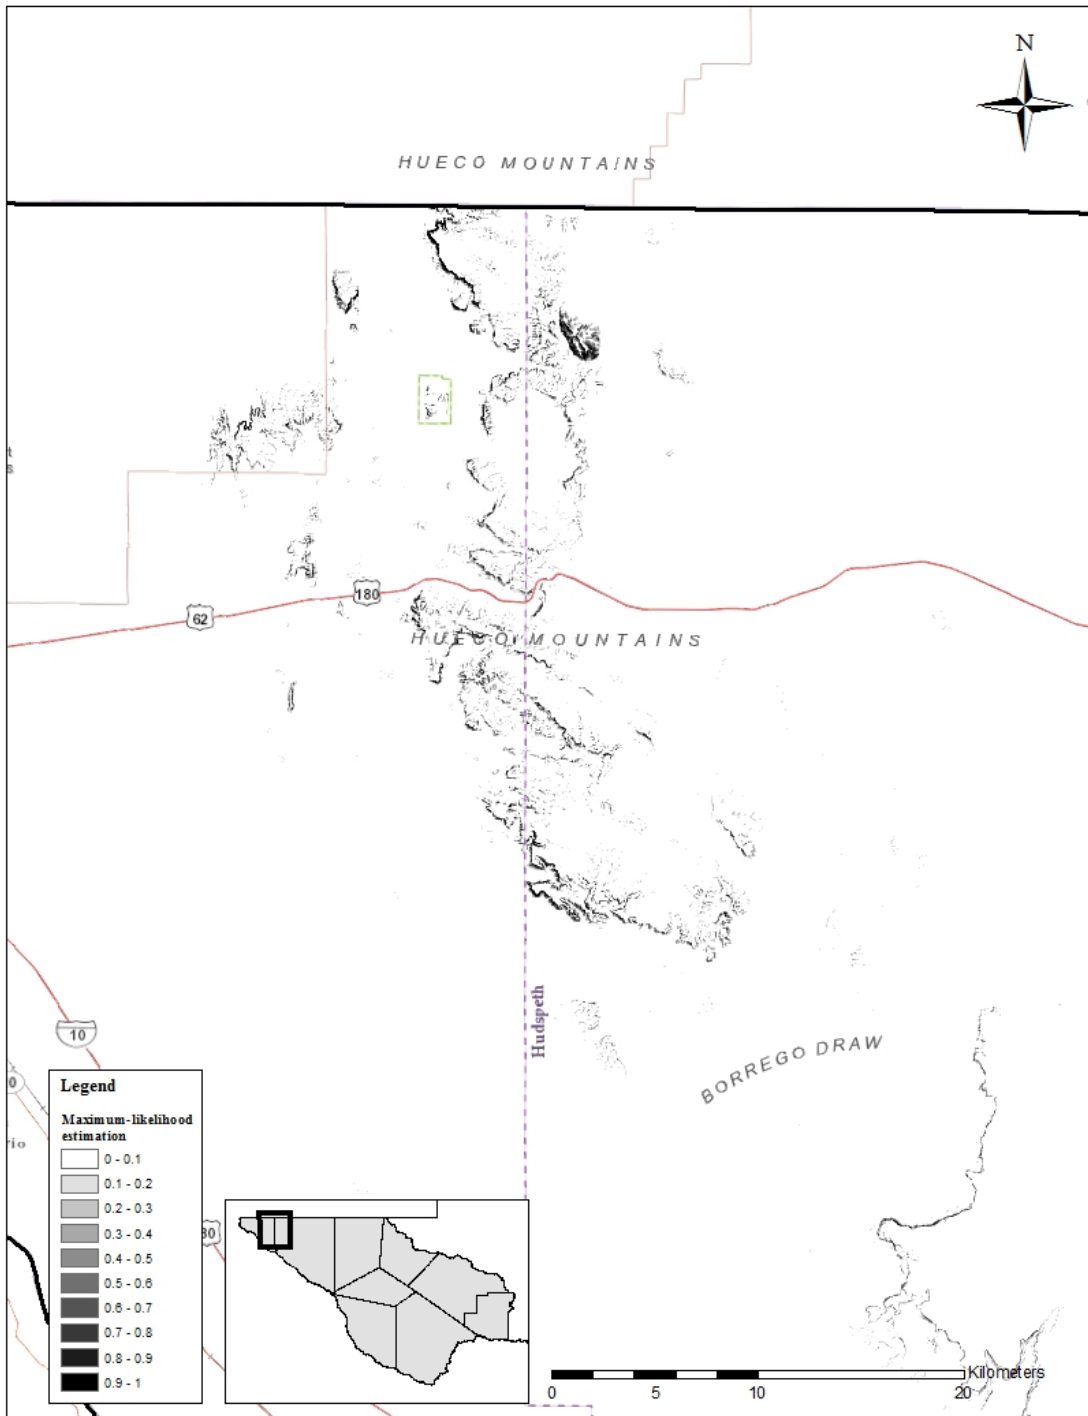 N
HUECO MOUNTAINS
180
62
HUECO MOUNTAINS
Hudspeth
10
BORREGO DRAW
Legend
Maximum-likelihood
estimation
0 - 0.1
0.1 - 0.2
0.2 - 0.3
0.3 - 0.4
0.4 - 0.5
0.5 - 0.6
0.6 - 0.7
0.7 - 0.8
0.8 - 0.9
0.9 - 1
Kilometers
0 5 10 20